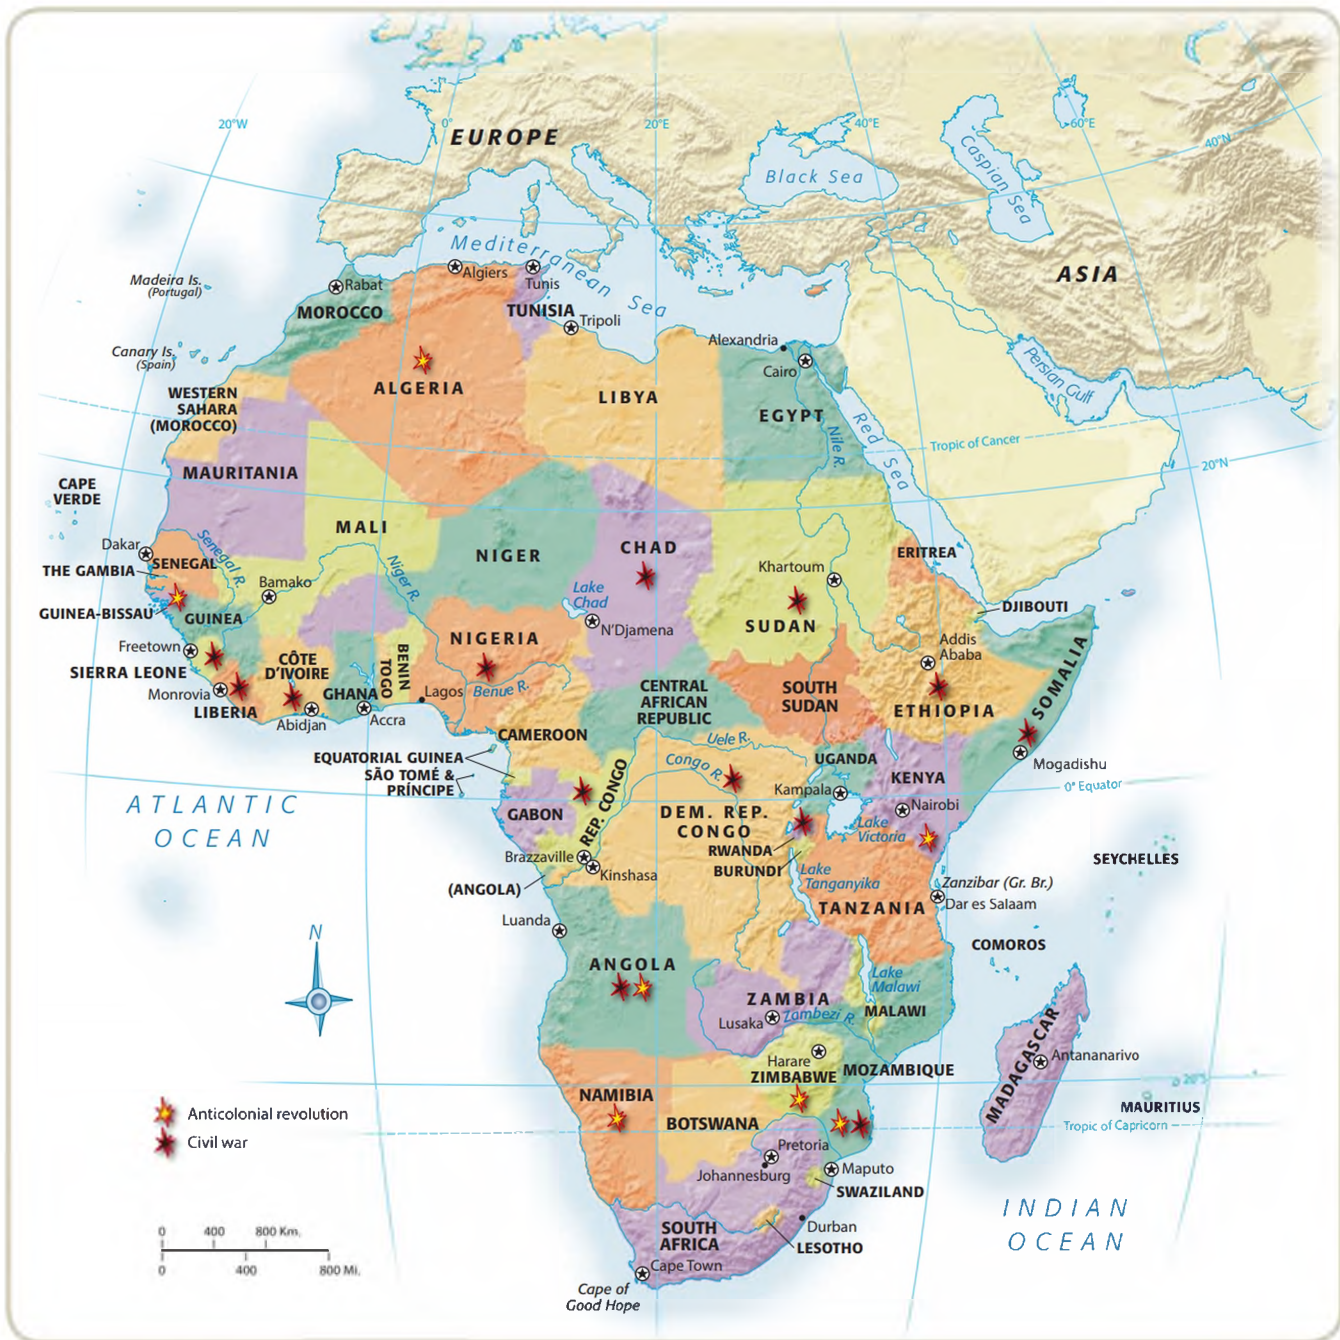 20°W
0°
20°E
40°E
60°E
40°N
EUROPE
Black Sea
Caspian Sea
ASIA
Mediterranean Sea
Madeira Is.
(Portugal)
Rabat
Algiers
Tunis
MOROCCO
TUNISIA
Tripoli
Alexandria
Cairo
Canary Is.
(Spain)
Persian Gulf
WESTERN
SAHARA
(MOROCCO)
ALGERIA
LIBYA
EGYPT
Nile R.
Red Sea
Tropic of Cancer
20°N
MAURITANIA
CAPE
VERDE
MALI
NIGER
CHAD
Dakar
Senegal R.
SENEGAL
THE GAMBIA
Bamako
Niger R.
Lake
Chad
Khartoum
ERITREA
DJIBOUTI
GUINEA-BISSAU
GUINEA
N'Djamena
SUDAN
Freetown
NIGERIA
Addis
Ababa
SOMALIA
SIERRA LEONE
CÔTE
D'IVOIRE
BENIN
TOGO
GHANA
Monrovia
LIBERIA
Abidjan
Accra
Lagos
Benue R.
CENTRAL
AFRICAN
REPUBLIC
SOUTH
SUDAN
ETHIOPIA
CAMEROON
Uele R.
EQUATORIAL GUINEA
SÃO TOMÉ &
PRÍNCIPE
Congo R.
UGANDA
KENYA
Mogadishu
0° Equator
Kampala
Nairobi
ATLANTIC
OCEAN
GABON
REP. CONGO
DEM. REP.
CONGO
Lake
Victoria
RWANDA
BURUNDI
Brazzaville
Kinshasa
(ANGOLA)
Lake
Tanganyika
SEYCHELLES
Zanzibar (Gr. Br.)
Dar es Salaam
TANZANIA
Luanda
N
COMOROS
ANGOLA
Lake
Malawi
ZAMBIA
Lusaka
Zambezi R.
MALAWI
MADAGASCAR
Antananarivo
Harare
ZIMBABWE
MOZAMBIQUE
20°S
NAMIBIA
BOTSWANA
MAURITIUS
Tropic of Capricorn
Anticolonial revolution
Civil war
Pretoria
Johannesburg
Maputo
SWAZILAND
INDIAN
OCEAN
Durban
SOUTH
AFRICA
LESOTHO
Cape Town
Cape of
Good Hope
0 400 800 Km.
0 400 800 Mi.